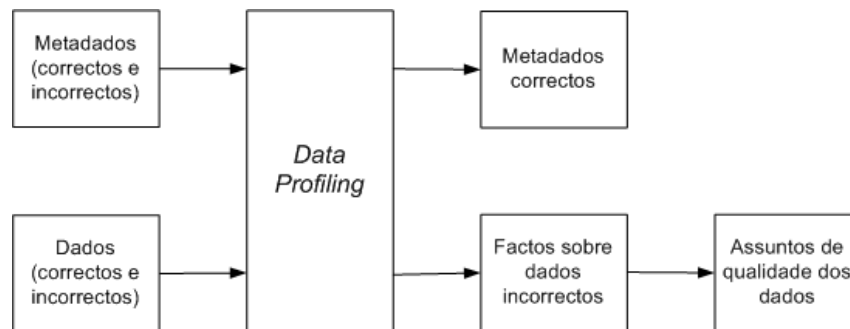 Metadados
(correctos e
incorrectos)
Data
Profiling
Metadados
correctos
Dados
(correctos e
incorrectos)
Factos sobre
dados
incorrectos
Assuntos de
qualidade dos
dados